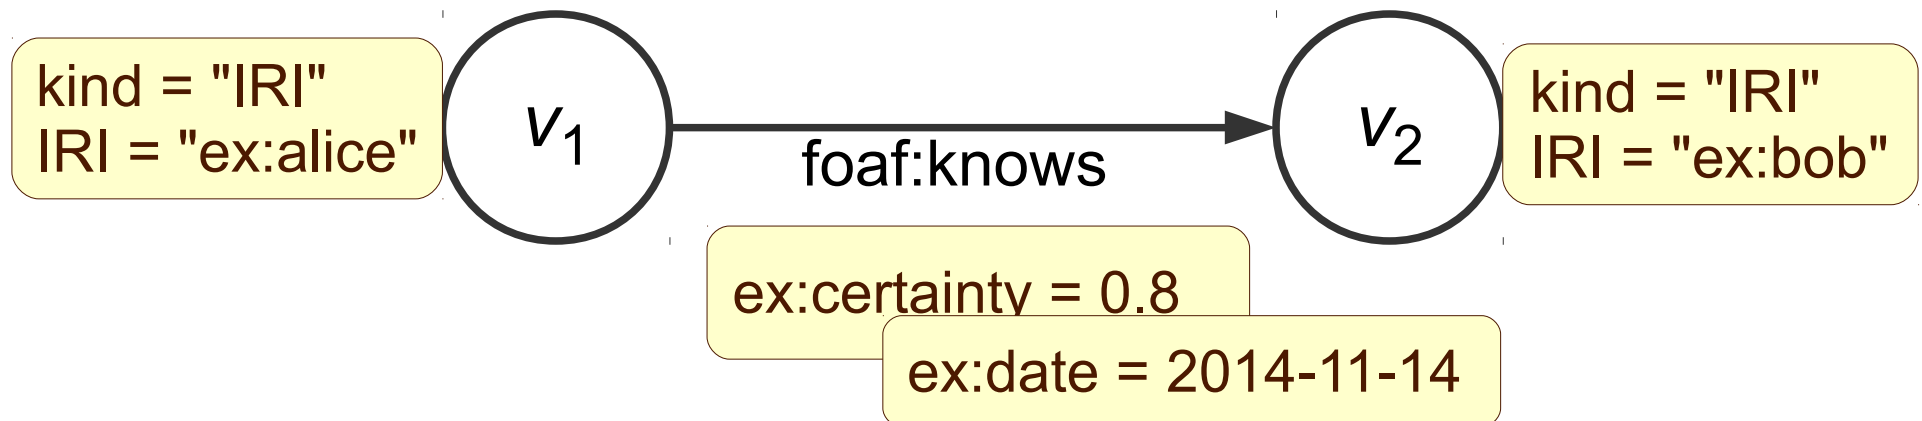 kind = "IRI"
IRI = "ex:alice"
v1
foaf:knows
v2
kind = "IRI"
IRI = "ex:bob"
ex:certainty = 0.8
ex:date = 2014-11-14